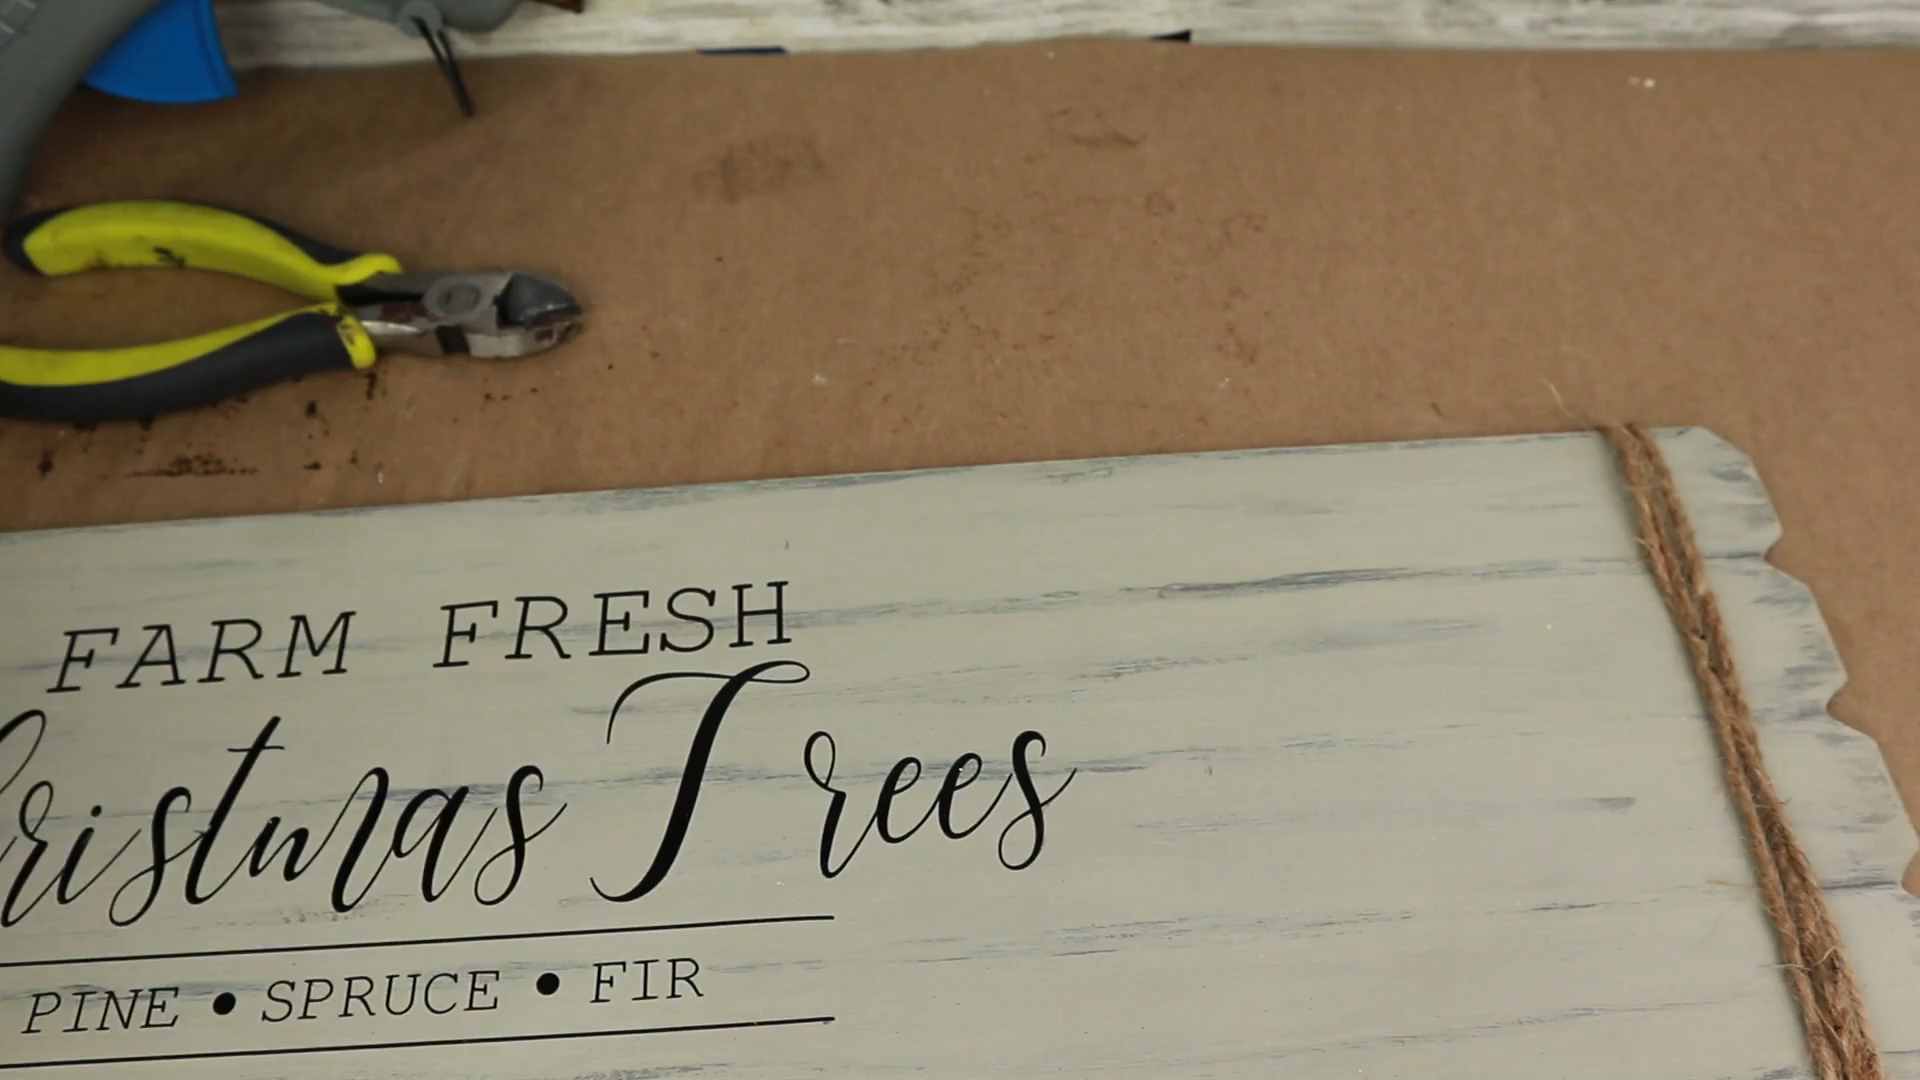 FARM FRESH
ristmas Trees
PINE • SPRUCE • FIR